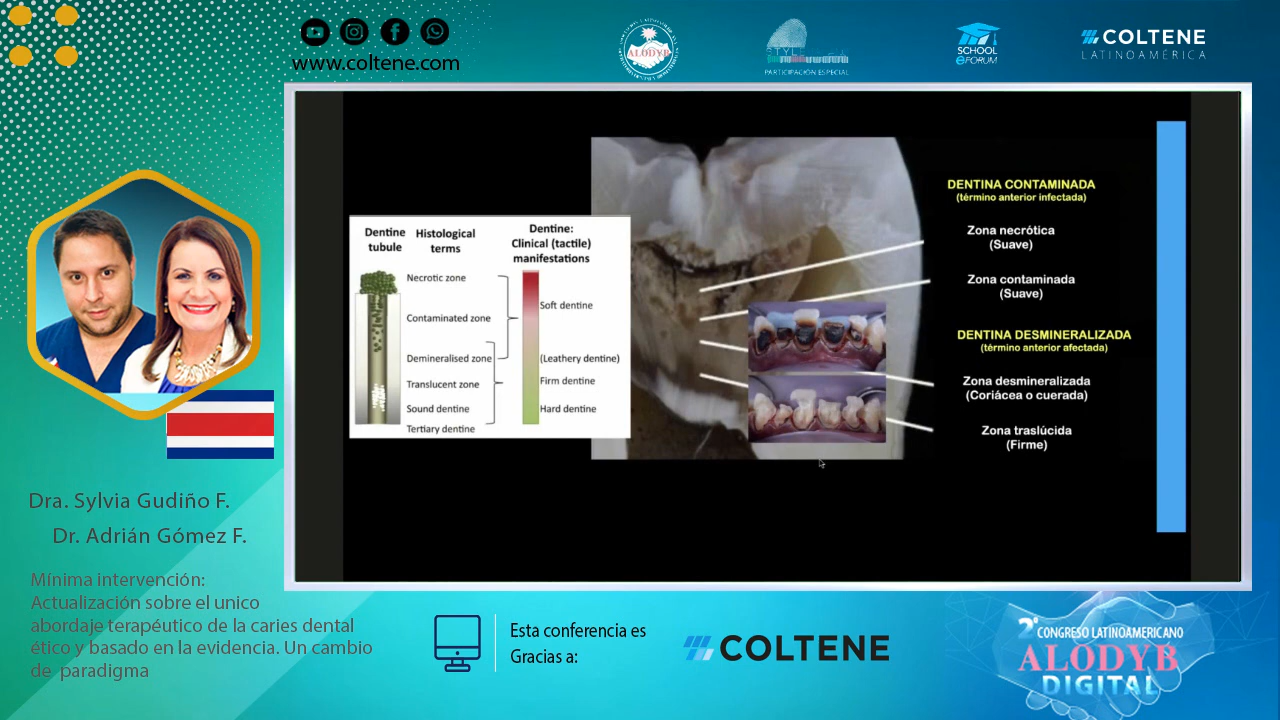 www.coltene.com
ALODYB
STYLE
PARTICIPACIÓN ESPECIAL
SCHOOL
eFORUM
COLTENE
LATINOAMÉRICA
Dentine
tubule
Histological
terms
Dentine:
Clinical (tactile)
manifestations
Necrotic zone
Contaminated zone
Demineralised zone
Translucent zone
Sound dentine
Tertiary dentine
Soft dentine
(Leathery dentine)
Firm dentine
Hard dentine
DENTINA CONTAMINADA
(término anterior infectada)
Zona necrótica
(Suave)
Zona contaminada
(Suave)
DENTINA DESMINERALIZADA
(término anterior afectada)
Zona desmineralizada
(Coriácea o cuerada)
Zona traslúcida
(Firme)
Dra. Sylvia Gudiño F.
Dr. Adrián Gómez F.
Mínima intervención:
Actualización sobre el unico
abordaje terapéutico de la caries dental
ético y basado en la evidencia. Un cambio
de paradigma
Esta conferencia es
Gracias a:
COLTENE
2° CONGRESO LATINOAMERICANO
ALODYB
DIGITAL